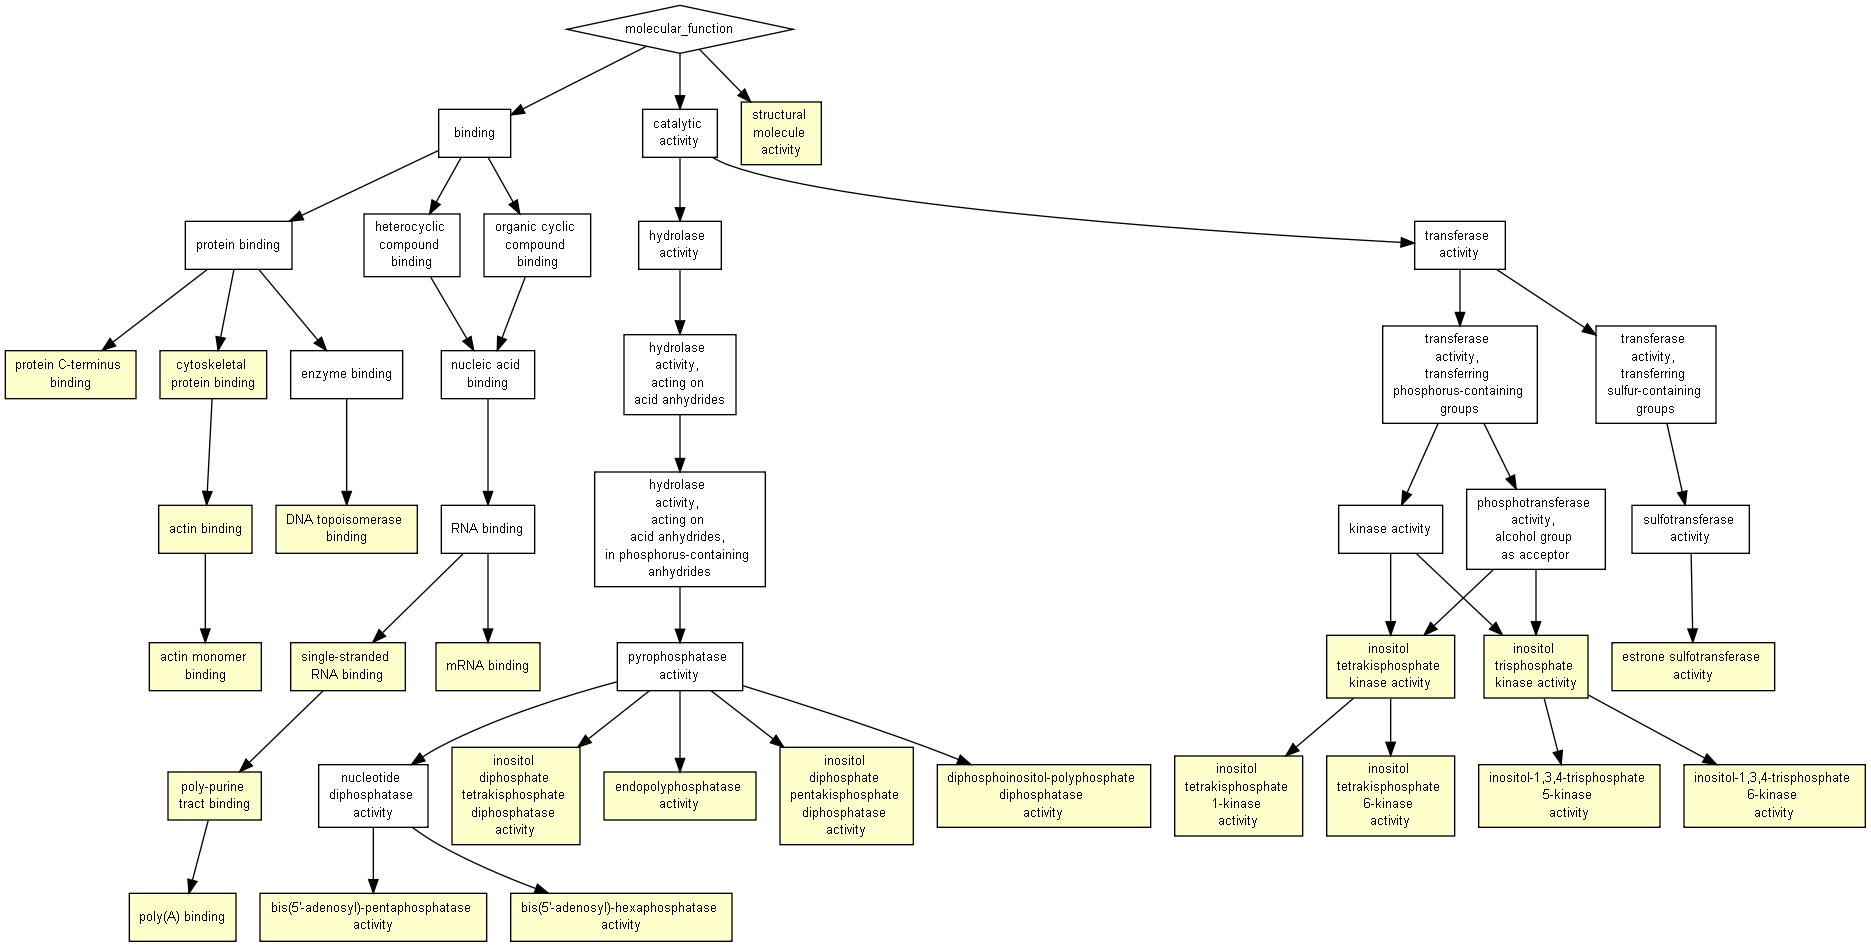 molecular_function
binding
catalytic
activity
structural
molecule
activity
protein binding
heterocyclic
compound
binding
organic cyclic
compound
binding
hydrolase
activity
transferase
activity
protein C-terminus
binding
cytoskeletal
protein binding
enzyme binding
nucleic acid
binding
hydrolase
activity,
acting on
acid anhydrides
transferase
activity,
transferring
phosphorus-containing
groups
transferase
activity,
transferring
sulfur-containing
groups
actin binding
DNA topoisomerase
binding
RNA binding
hydrolase
activity,
acting on
acid anhydrides,
in phosphorus-containing
anhydrides
kinase activity
phosphotransferase
activity,
alcohol group
as acceptor
sulfotransferase
activity
actin monomer
binding
single-stranded
RNA binding
mRNA binding
pyrophosphatase
activity
inositol
tetrakisphosphate
kinase activity
inositol
trisphosphate
kinase activity
estrone sulfotransferase
activity
poly-purine
tract binding
nucleotide
diphosphatase
activity
inositol
diphosphate
tetrakisphosphate
diphosphatase
activity
endopolyphosphatase
activity
inositol
diphosphate
pentakisphosphate
diphosphatase
activity
diphosphoinositol-polyphosphate
diphosphatase
activity
inositol
tetrakisphosphate
1-kinase
activity
inositol
tetrakisphosphate
6-kinase
activity
inositol-1,3,4-trisphosphate
5-kinase
activity
inositol-1,3,4-trisphosphate
6-kinase
activity
poly(A) binding
bis(5'-adenosyl)-pentaphosphatase
activity
bis(5'-adenosyl)-hexaphosphatase
activity